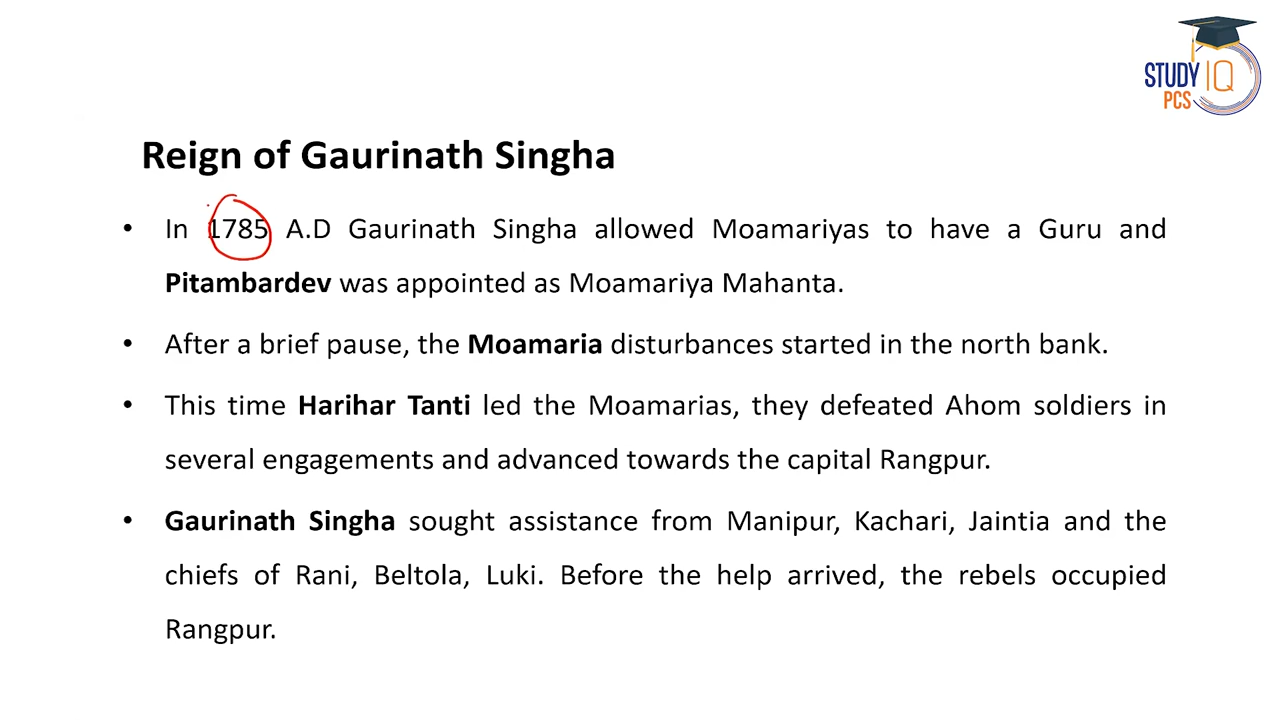 STUDY IQ
PCS
Reign of Gaurinath Singha
• In 1785 A.D Gaurinath Singha allowed Moamariyas to have a Guru and
Pitambardev was appointed as Moamariya Mahanta.
• After a brief pause, the Moamaria disturbances started in the north bank.
• This time Harihar Tanti led the Moamarias, they defeated Ahom soldiers in
several engagements and advanced towards the capital Rangpur.
• Gaurinath Singha sought assistance from Manipur, Kachari, Jaintia and the
chiefs of Rani, Beltola, Luki. Before the help arrived, the rebels occupied
Rangpur.